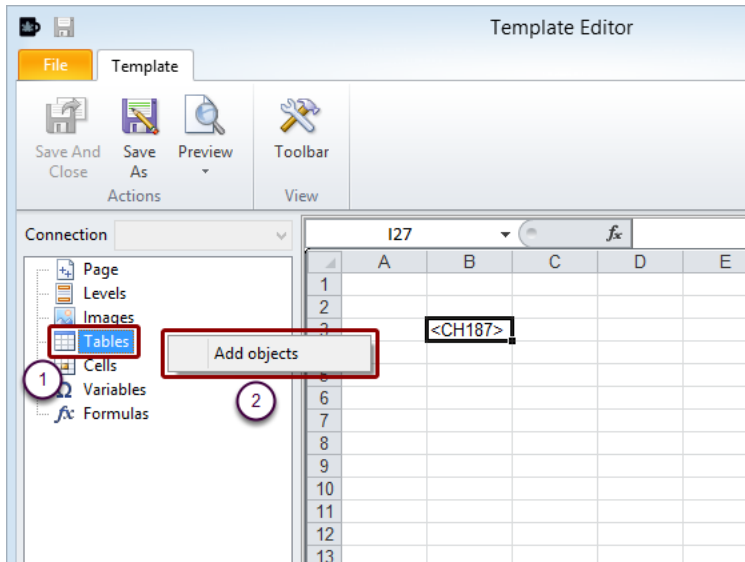 Template Editor
File Template
Save And Close
Save As
Preview
Toolbar
Actions
View
Connection
I27
fx
A B C D E
Page
Levels
Images
Tables
Cells
Variables
Formulas
Add objects
1
2
1
2
3 <CH187>
6
7
8
9
10
11
12
13